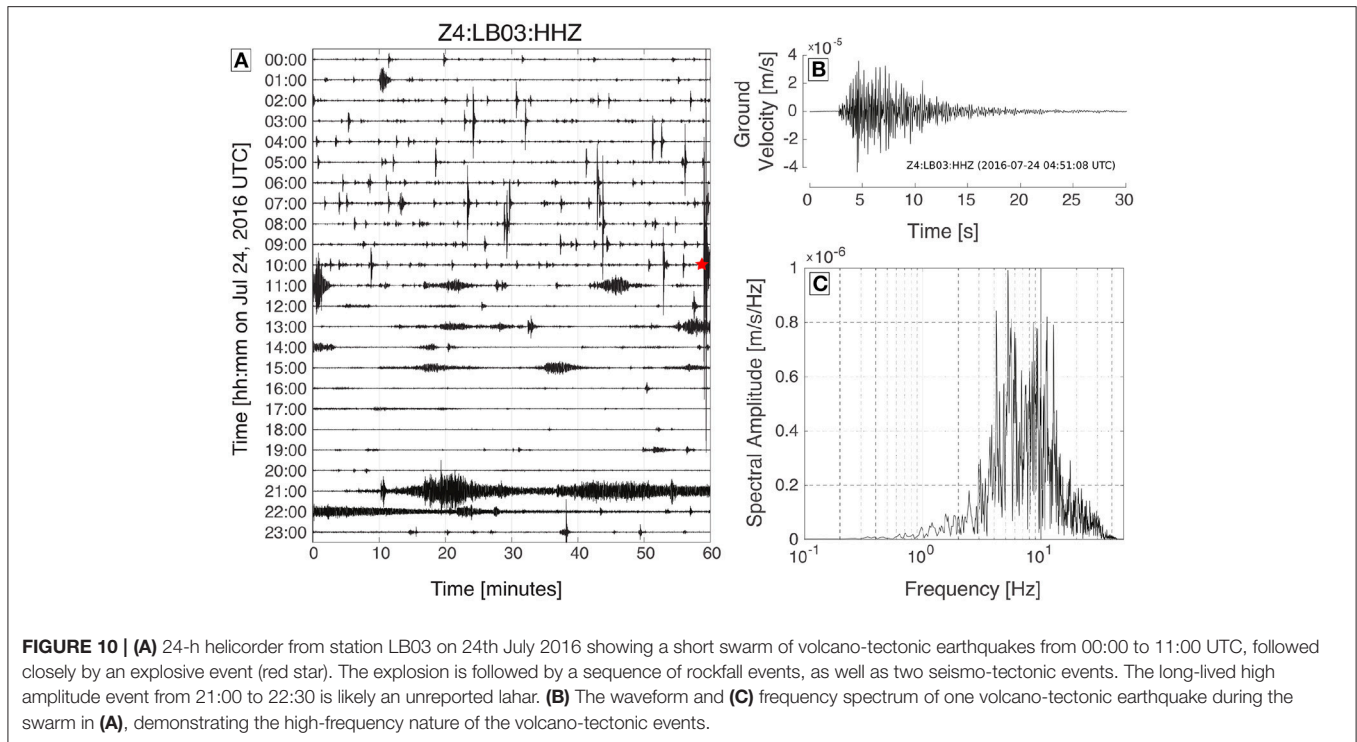 Z4:LB03:HHZ
A
Time [hh:mm on Jul 24, 2016 UTC]
00:00
01:00
02:00
03:00
04:00
05:00
06:00
07:00
08:00
09:00
10:00
11:00
12:00
13:00
14:00
15:00
16:00
17:00
18:00
19:00
20:00
21:00
22:00
23:00
0 10 20 30 40 50 60
Time [minutes]
×10⁻⁵
B
Ground
Velocity [m/s]
4
2
0
-2
-4
Z4:LB03:HHZ (2016-07-24 04:51:08 UTC)
0 5 10 15 20 25 30
Time [s]
×10⁻⁶
C
Spectral Amplitude [m/s/Hz]
1
0.8
0.6
0.4
0.2
0
10⁻¹ 10⁰ 10¹
Frequency [Hz]
FIGURE 10 | (A) 24-h helicorder from station LB03 on 24th July 2016 showing a short swarm of volcano-tectonic earthquakes from 00:00 to 11:00 UTC, followed
closely by an explosive event (red star). The explosion is followed by a sequence of rockfall events, as well as two seismo-tectonic events. The long-lived high
amplitude event from 21:00 to 22:30 is likely an unreported lahar. (B) The waveform and (C) frequency spectrum of one volcano-tectonic earthquake during the
swarm in (A), demonstrating the high-frequency nature of the volcano-tectonic events.